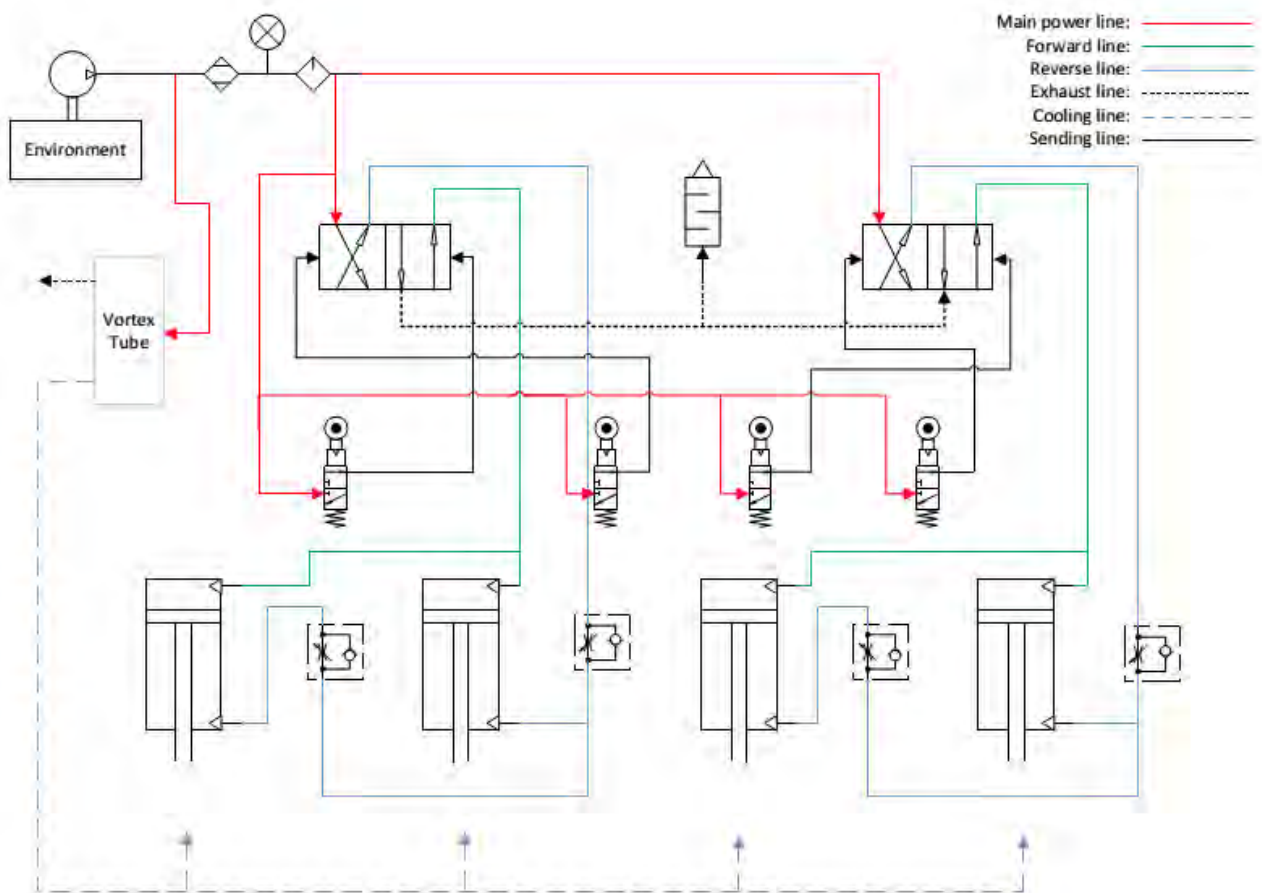 Main power line:
Forward line:
Reverse line:
Exhaust line:
Cooling line:
Sending line:
Environment
Vortex
Tube